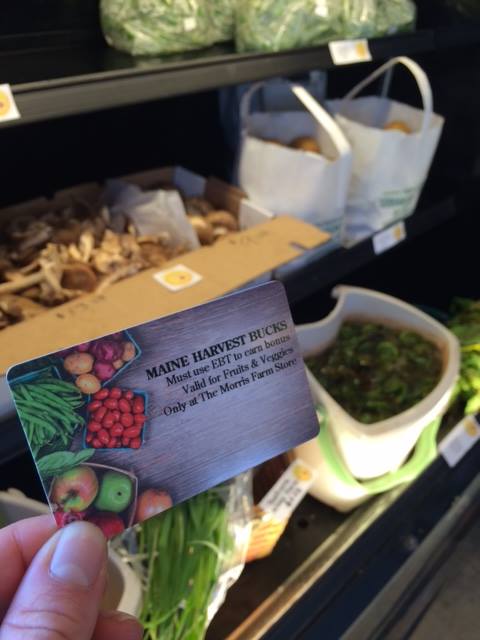 MAINE HARVEST BUCKS
Must use EBT to earn bonus
Valid for Fruits & Veggies
Only at The Morris Farm Store